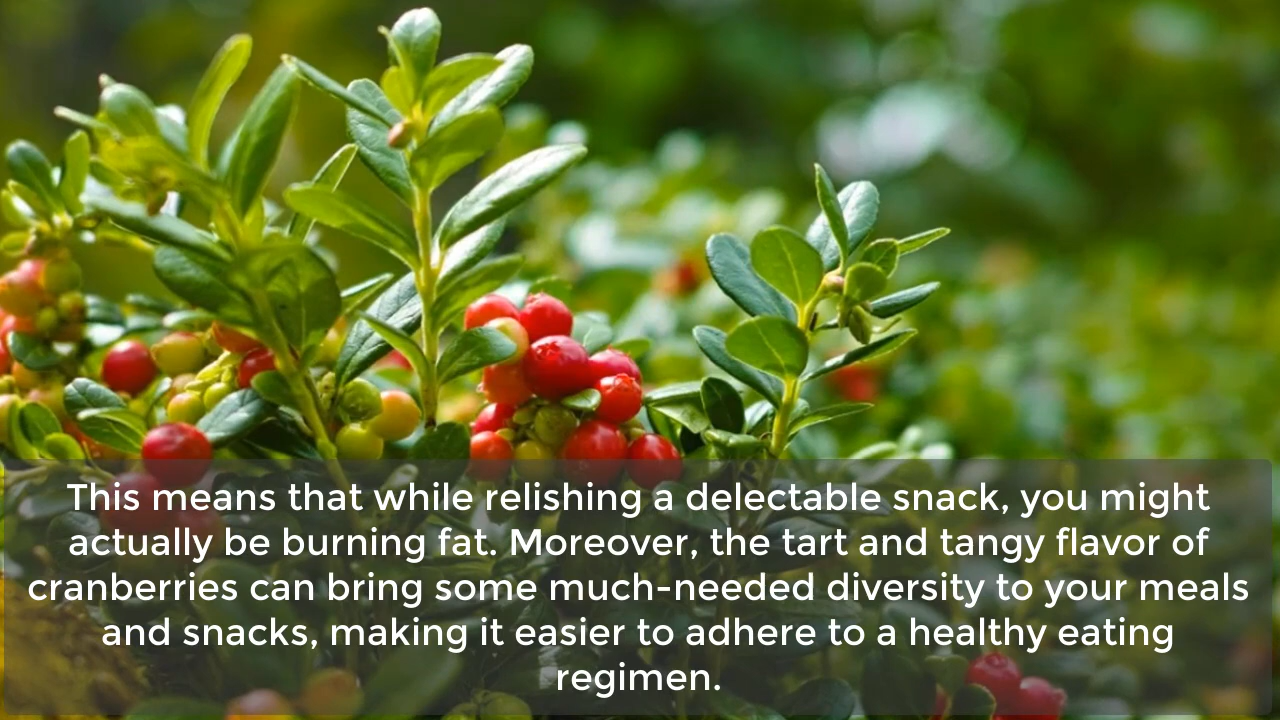 This means that while relishing a delectable snack, you might
actually be burning fat. Moreover, the tart and tangy flavor of
cranberries can bring some much-needed diversity to your meals
and snacks, making it easier to adhere to a healthy eating
regimen.